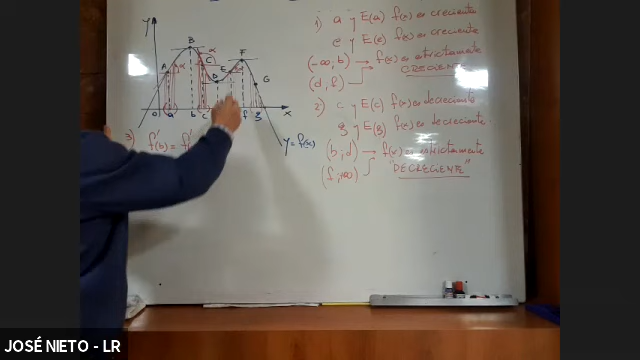 y
B
α
A
α
C
D
E
F
G
0 a b c f g x
y = f(x)
3) f'(b) = f'
1) a y E(a) f(x) es creciente
e y E(e) f(x) es creciente
(-∞, b) → f(x) es estrictamente
(d, f) CRECIENTE
2) c y E(c) f(x) es decreciente
g y E(g) f(x) es decreciente.
(b, d) → f(x) es estrictamente
(f, +∞) "DECRECIENTE"
JOSÉ NIETO - LR